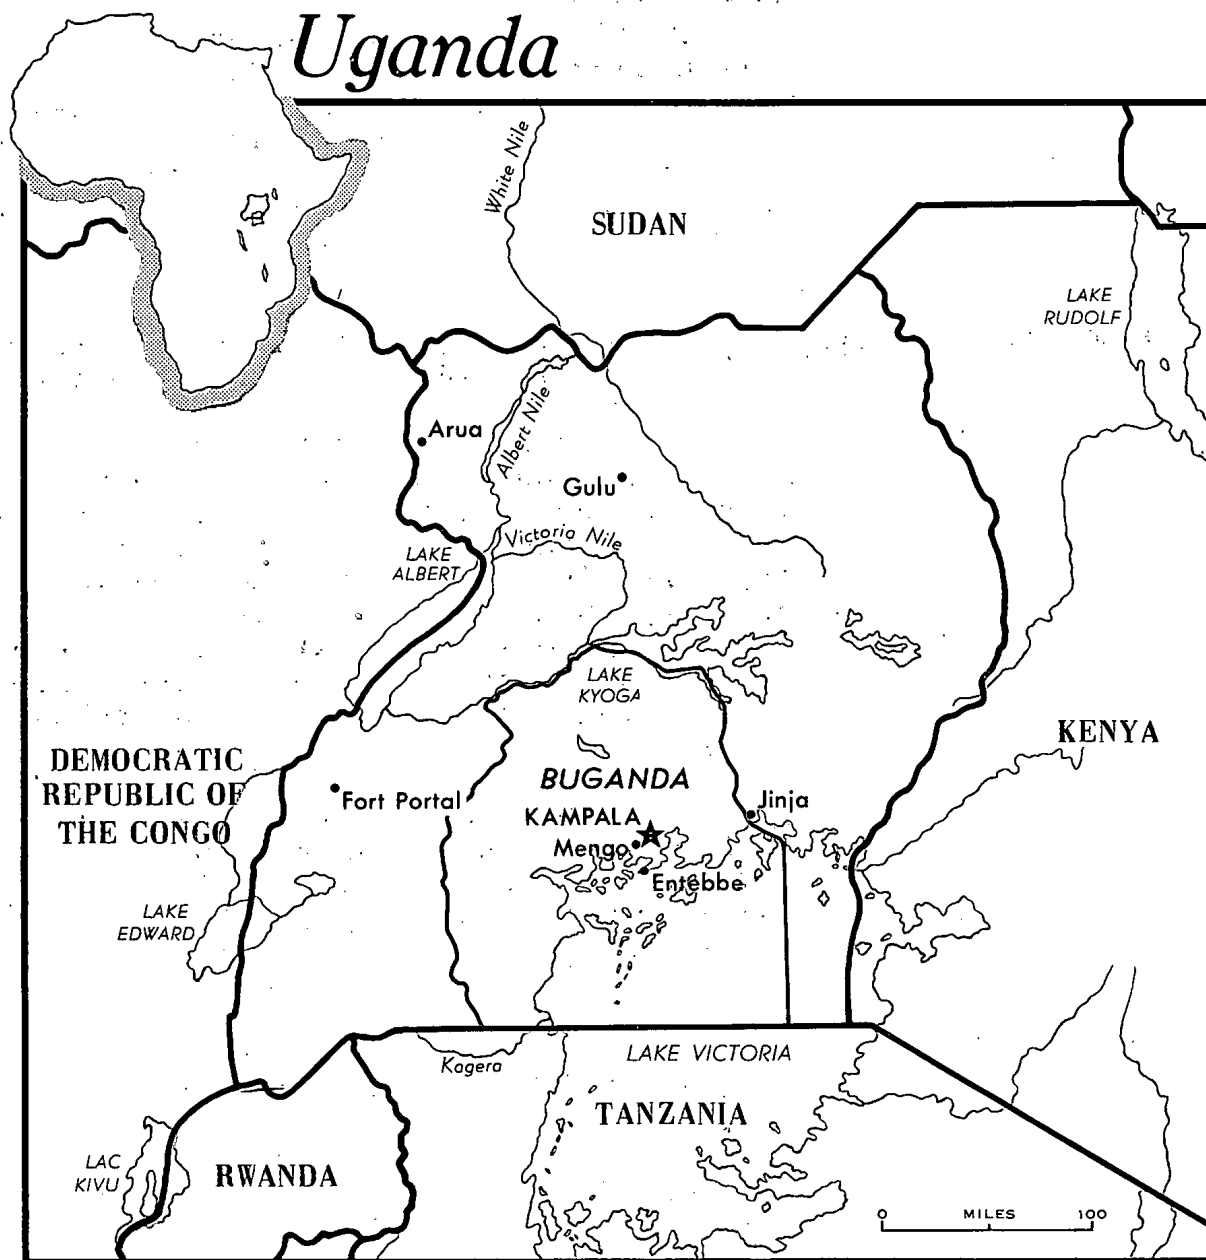 Uganda
White Nile
SUDAN
LAKE
RUDOLF
Arua
Albert Nile
Gulu
Victoria Nile
LAKE
ALBERT
LAKE
KYOGA
KENYA
DEMOCRATIC
REPUBLIC OF
THE CONGO
Fort Portal
BUGANDA
KAMPALA
Jinja
Mengo
Entebbe
LAKE
EDWARD
Kagera
LAKE VICTORIA
TANZANIA
LAC
KIVU
RWANDA
0 MILES 100